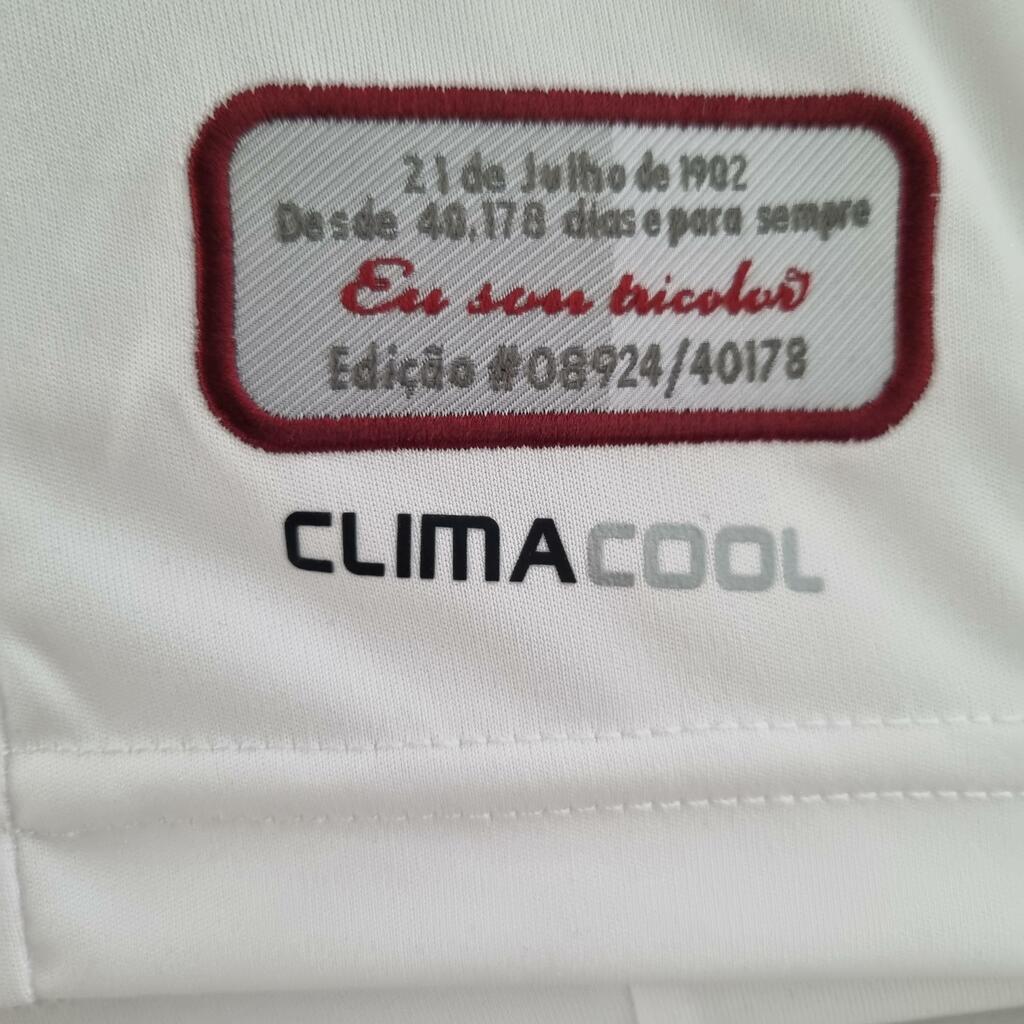 21 de Julho de 1902
Desde 40.178 dias e para sempre
Eu sou tricolor
Edição #08924/40178
CLIMACOOL